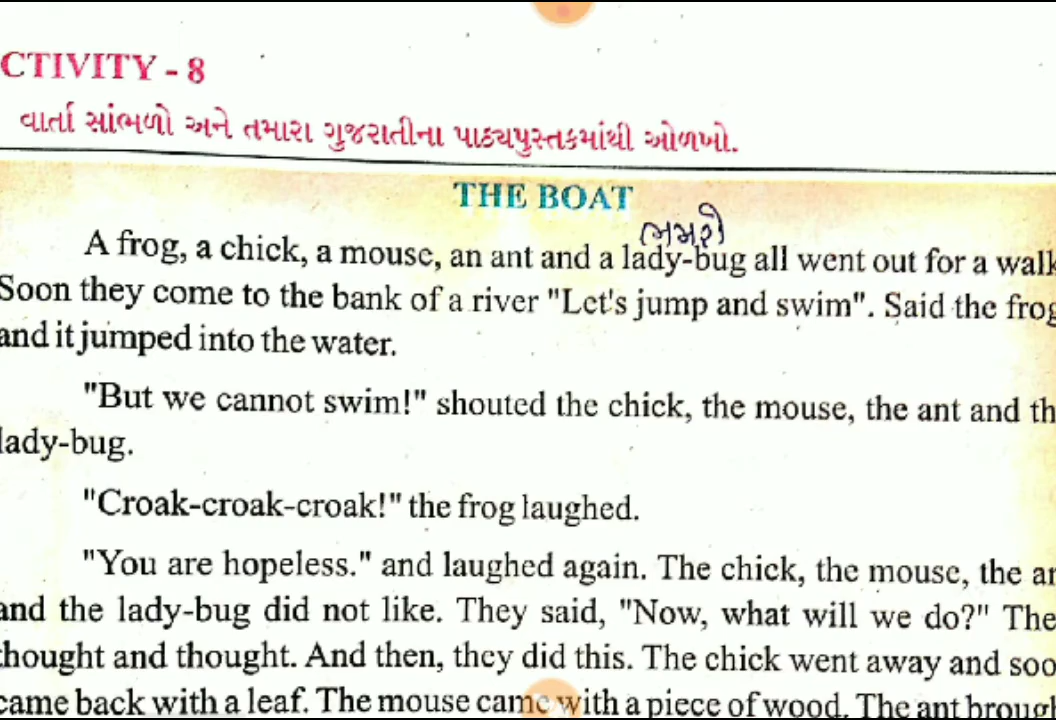 CTIVITY - 8
વાર્તા સાંભળો અને તમારા ગુજરાતીના પાઠ્યપુસ્તકમાંથી ઓળખો.
THE BOAT
ભમરો
A frog, a chick, a mouse, an ant and a lady-bug all went out for a walk
Soon they come to the bank of a river "Let's jump and swim". Said the frog
and it jumped into the water.
"But we cannot swim!" shouted the chick, the mouse, the ant and th
lady-bug.
"Croak-croak-croak!" the frog laughed.
"You are hopeless." and laughed again. The chick, the mouse, the an
and the lady-bug did not like. They said, "Now, what will we do?" The
thought and thought. And then, they did this. The chick went away and soo
came back with a leaf. The mouse came with a piece of wood. The ant brough